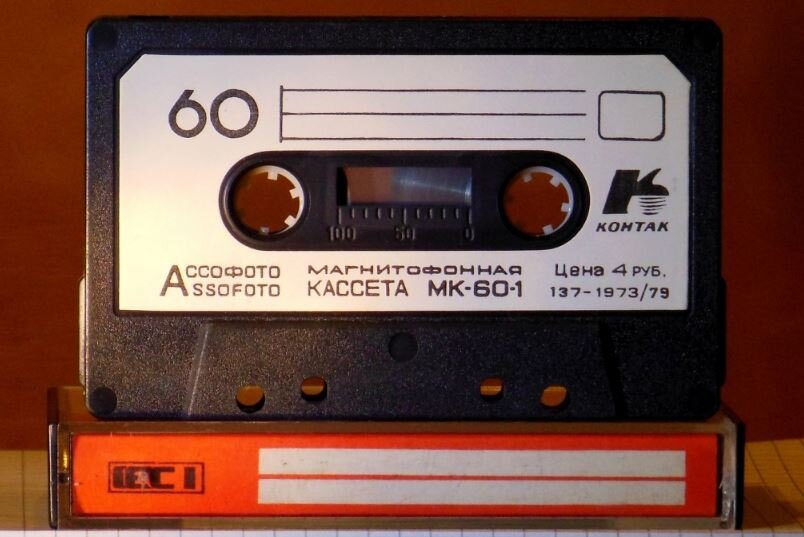 60
100 50 0
КОНТАК
АССОФОТО
ASSOFOTO
МАГНИТОФОННАЯ
КАССЕТА МК-60-1
Цена 4 РУБ.
137-1973/79